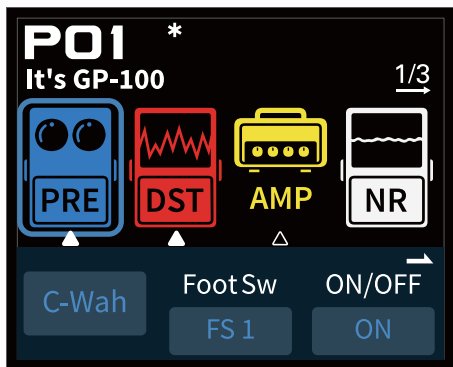 P01 *
It's GP-100
1/3
PRE DST AMP NR
Foot Sw ON/OFF
C-Wah FS 1 ON